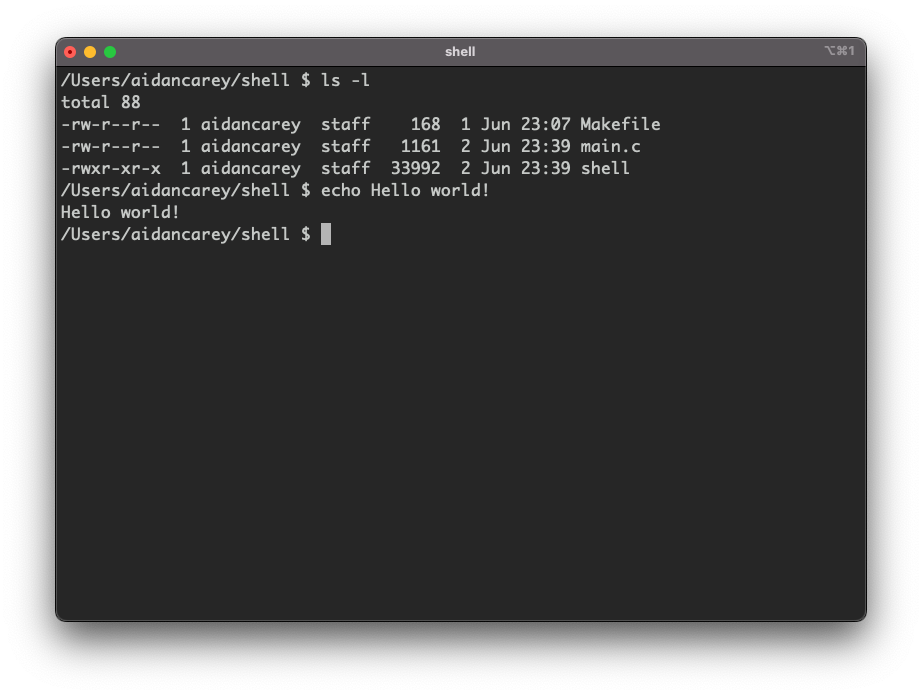 shell ⌥⌘1
/Users/aidancarey/shell $ ls -l
total 88
-rw-r--r--  1 aidancarey  staff    168  1 Jun 23:07 Makefile
-rw-r--r--  1 aidancarey  staff   1161  2 Jun 23:39 main.c
-rwxr-xr-x  1 aidancarey  staff  33992  2 Jun 23:39 shell
/Users/aidancarey/shell $ echo Hello world!
Hello world!
/Users/aidancarey/shell $